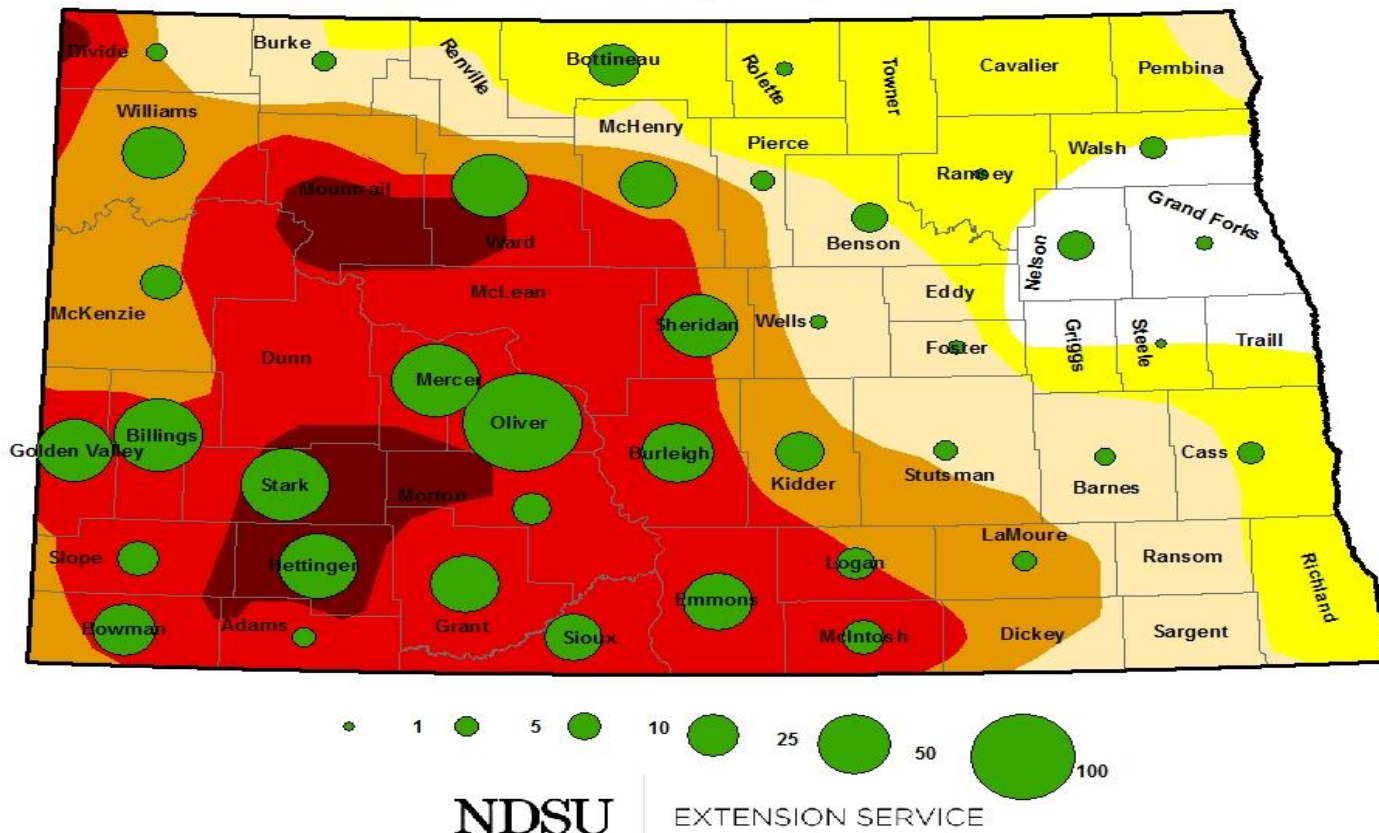 Divide
Burke
Renville
Bottineau
Rolette
Towner
Cavalier
Pembina
Williams
McHenry
Pierce
Ramsey
Walsh
Mountrail
Ward
Benson
Nelson
Grand Forks
McKenzie
McLean
Sheridan
Wells
Eddy
Foster
Griggs
Steele
Traill
Dunn
Mercer
Oliver
Golden Valley
Billings
Stark
Morton
Burleigh
Kidder
Stutsman
Barnes
Cass
Slope
Hettinger
Logan
LaMoure
Ransom
Richland
Bowman
Adams
Grant
Sioux
Emmons
McIntosh
Dickey
Sargent
1 5 10 25 50 100
NDSU EXTENSION SERVICE